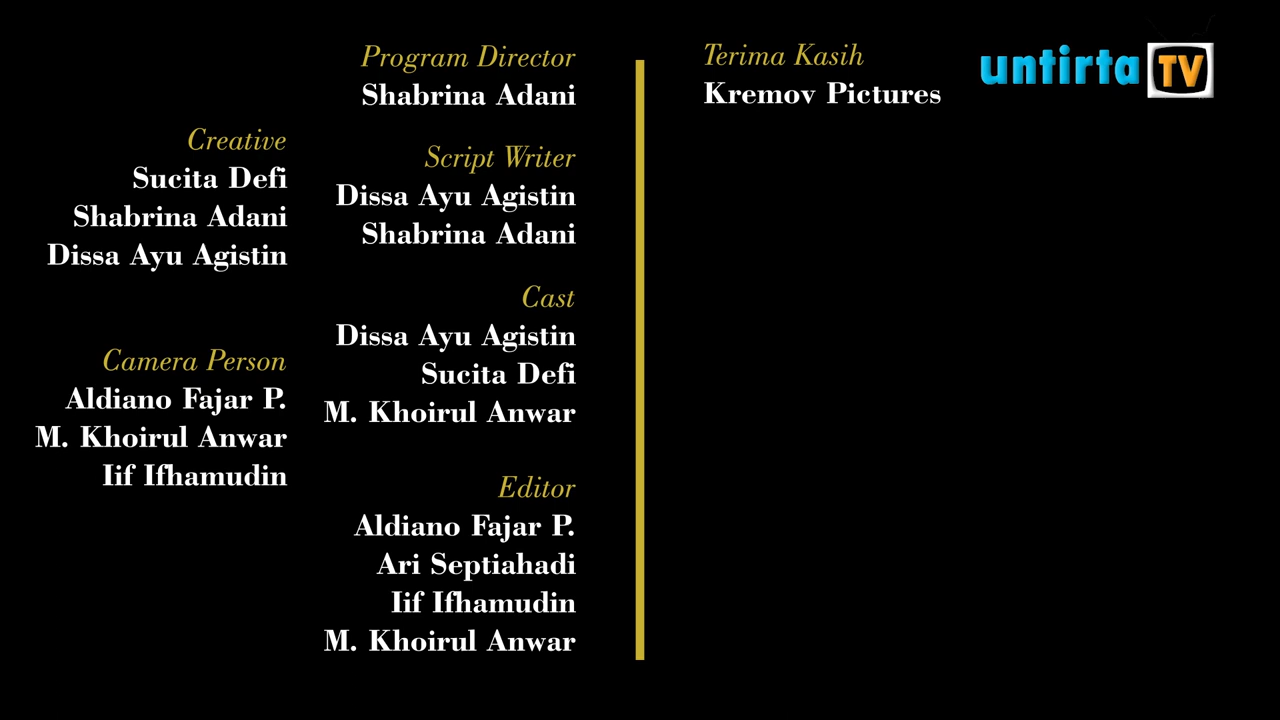 Creative
Sucita Defi
Shabrina Adani
Dissa Ayu Agistin
Camera Person
Aldiano Fajar P.
M. Khoirul Anwar
Iif Ifhamudin
Program Director
Shabrina Adani
Script Writer
Dissa Ayu Agistin
Shabrina Adani
Cast
Dissa Ayu Agistin
Sucita Defi
M. Khoirul Anwar
Editor
Aldiano Fajar P.
Ari Septiahadi
Iif Ifhamudin
M. Khoirul Anwar
Terima Kasih
Kremov Pictures
untirta TV